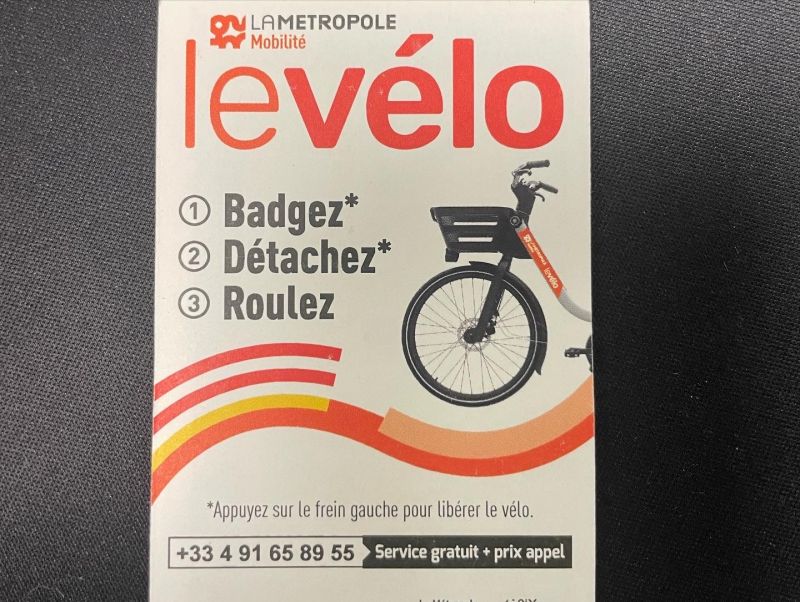 LAMETROPOLE
Mobilité
levélo
1 Badgez*
2 Détachez*
3 Roulez
levélo
*Appuyez sur le frein gauche pour libérer le vélo.
+33 4 91 65 89 55 Service gratuit + prix appel